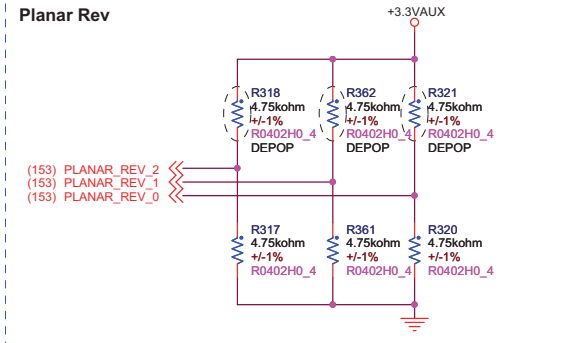 Planar Rev
+3.3VAUX
R318
4.75kohm
+/-1%
R0402H0_4
DEPOP
R362
4.75kohm
+/-1%
R0402H0_4
DEPOP
R321
4.75kohm
+/-1%
R0402H0_4
DEPOP
(153) PLANAR_REV_2
(153) PLANAR_REV_1
(153) PLANAR_REV_0
R317
4.75kohm
+/-1%
R0402H0_4
R361
4.75kohm
+/-1%
R0402H0_4
R320
4.75kohm
+/-1%
R0402H0_4